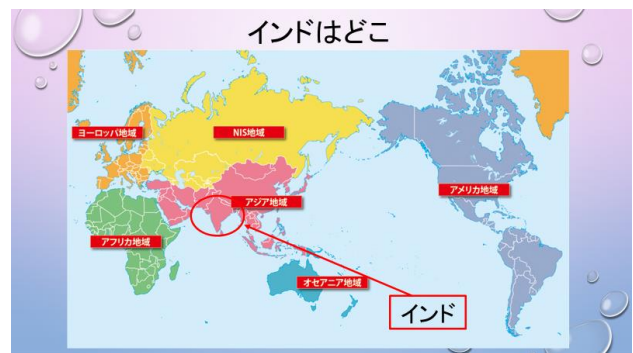 インドはどこ
ヨーロッパ地域
NIS地域
アジア地域
アメリカ地域
アフリカ地域
オセアニア地域
インド